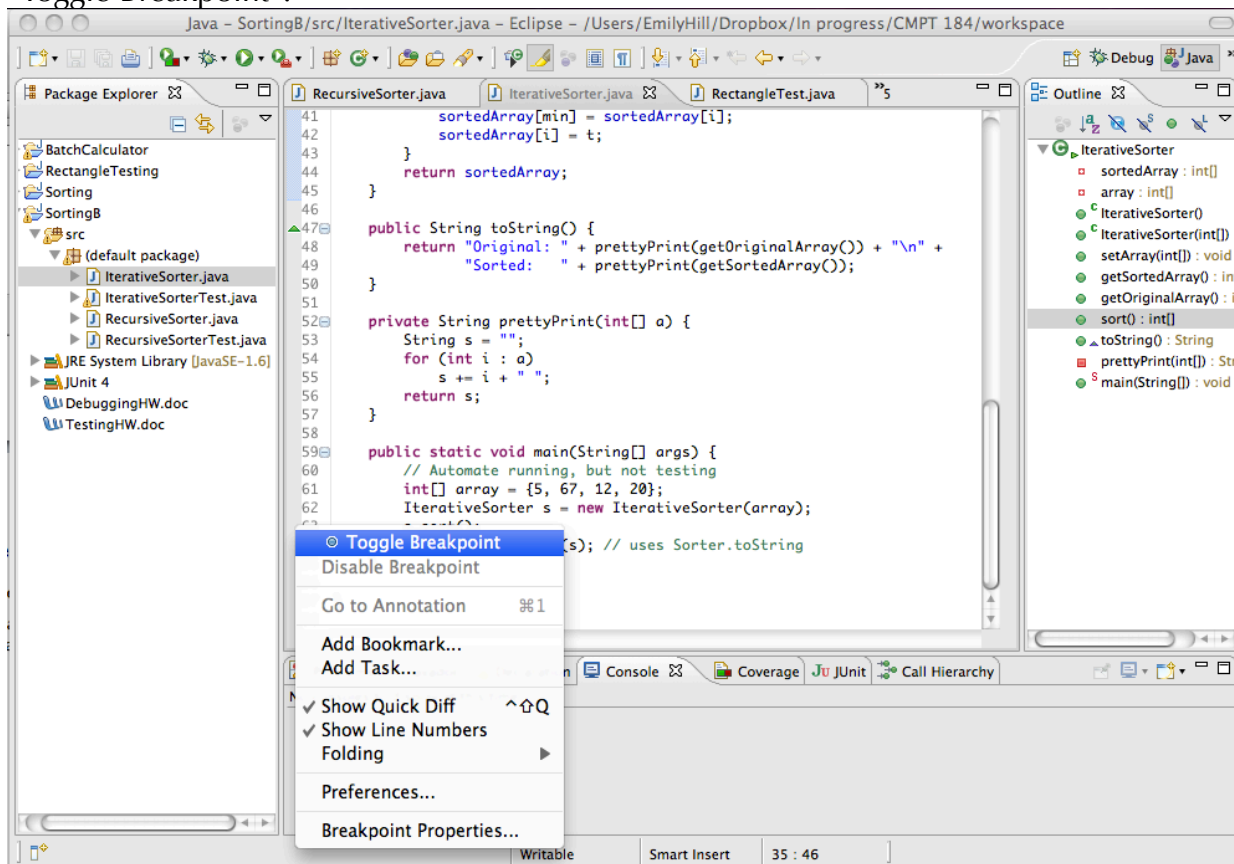 "Toggle Breakpoint".
Java – SortingB/src/IterativeSorter.java – Eclipse – /Users/EmilyHill/Dropbox/In progress/CMPT 184/workspace
Debug Java
Package Explorer
BatchCalculator
RectangleTesting
Sorting
SortingB
src
(default package)
IterativeSorter.java
IterativeSorterTest.java
RecursiveSorter.java
RecursiveSorterTest.java
JRE System Library [JavaSE-1.6]
JUnit 4
DebuggingHW.doc
TestingHW.doc
RecursiveSorter.java IterativeSorter.java RectangleTest.java »5
41 sortedArray[min] = sortedArray[i];
42 sortedArray[i] = t;
43 }
44 return sortedArray;
45 }
46
47 public String toString() {
48 return "Original: " + prettyPrint(getOriginalArray()) + "\n" +
49 "Sorted:   " + prettyPrint(getSortedArray());
50 }
51
52 private String prettyPrint(int[] a) {
53 String s = "";
54 for (int i : a)
55 s += i + " ";
56 return s;
57 }
58
59 public static void main(String[] args) {
60 // Automate running, but not testing
61 int[] array = {5, 67, 12, 20};
62 IterativeSorter s = new IterativeSorter(array);
(s); // uses Sorter.toString
Toggle Breakpoint
Disable Breakpoint
Go to Annotation ⌘1
Add Bookmark...
Add Task...
✓ Show Quick Diff ^⇧Q
✓ Show Line Numbers
Folding
Preferences...
Breakpoint Properties...
Outline
IterativeSorter
sortedArray : int[]
array : int[]
IterativeSorter()
IterativeSorter(int[])
setArray(int[]) : void
getSortedArray() : in
getOriginalArray() : i
sort() : int[]
toString() : String
prettyPrint(int[]) : Str
main(String[]) : void
Console Coverage JUnit Call Hierarchy
Writable Smart Insert 35 : 46